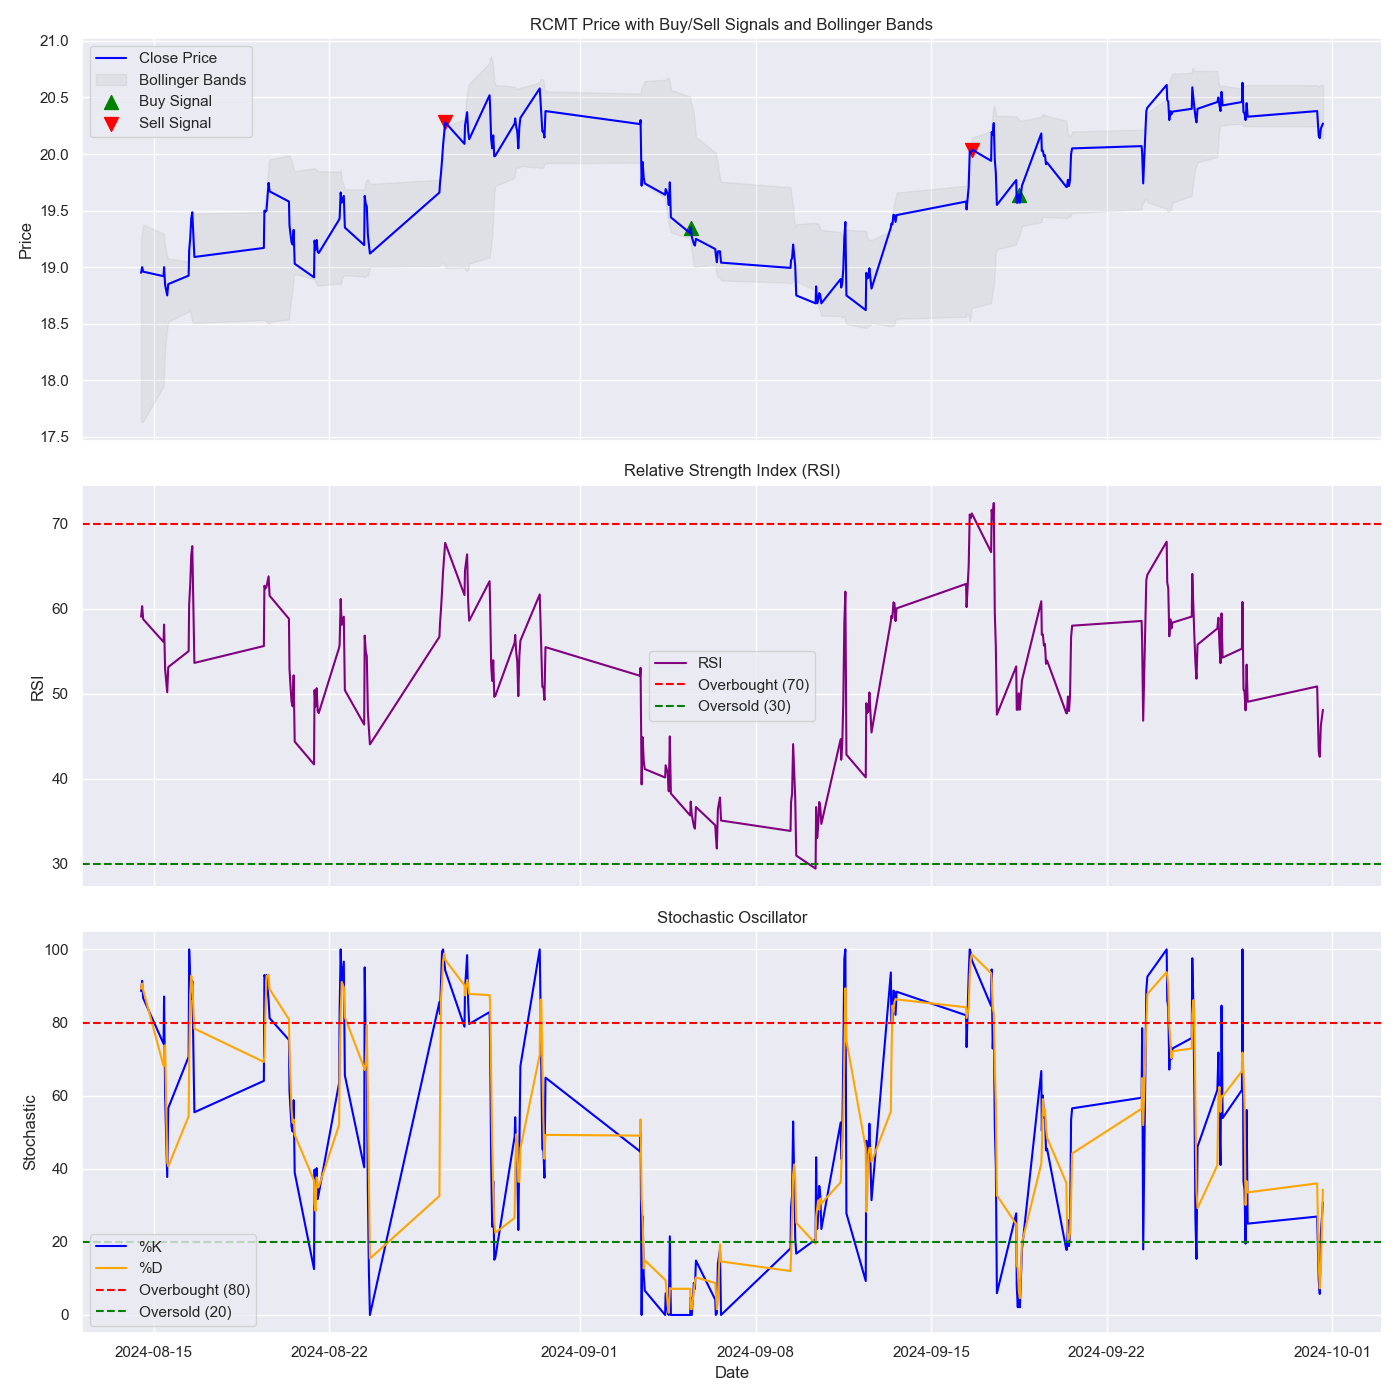 RCMT Price with Buy/Sell Signals and Bollinger Bands
21.0
20.5
20.0
19.5
19.0
18.5
18.0
17.5
Price
Close Price
Bollinger Bands
Buy Signal
Sell Signal
Relative Strength Index (RSI)
70
60
50
40
30
RSI
RSI
Overbought (70)
Oversold (30)
Stochastic Oscillator
100
80
60
40
20
0
Stochastic
%K
%D
Overbought (80)
Oversold (20)
2024-08-15
2024-08-22
2024-09-01
2024-09-08
2024-09-15
2024-09-22
2024-10-01
Date